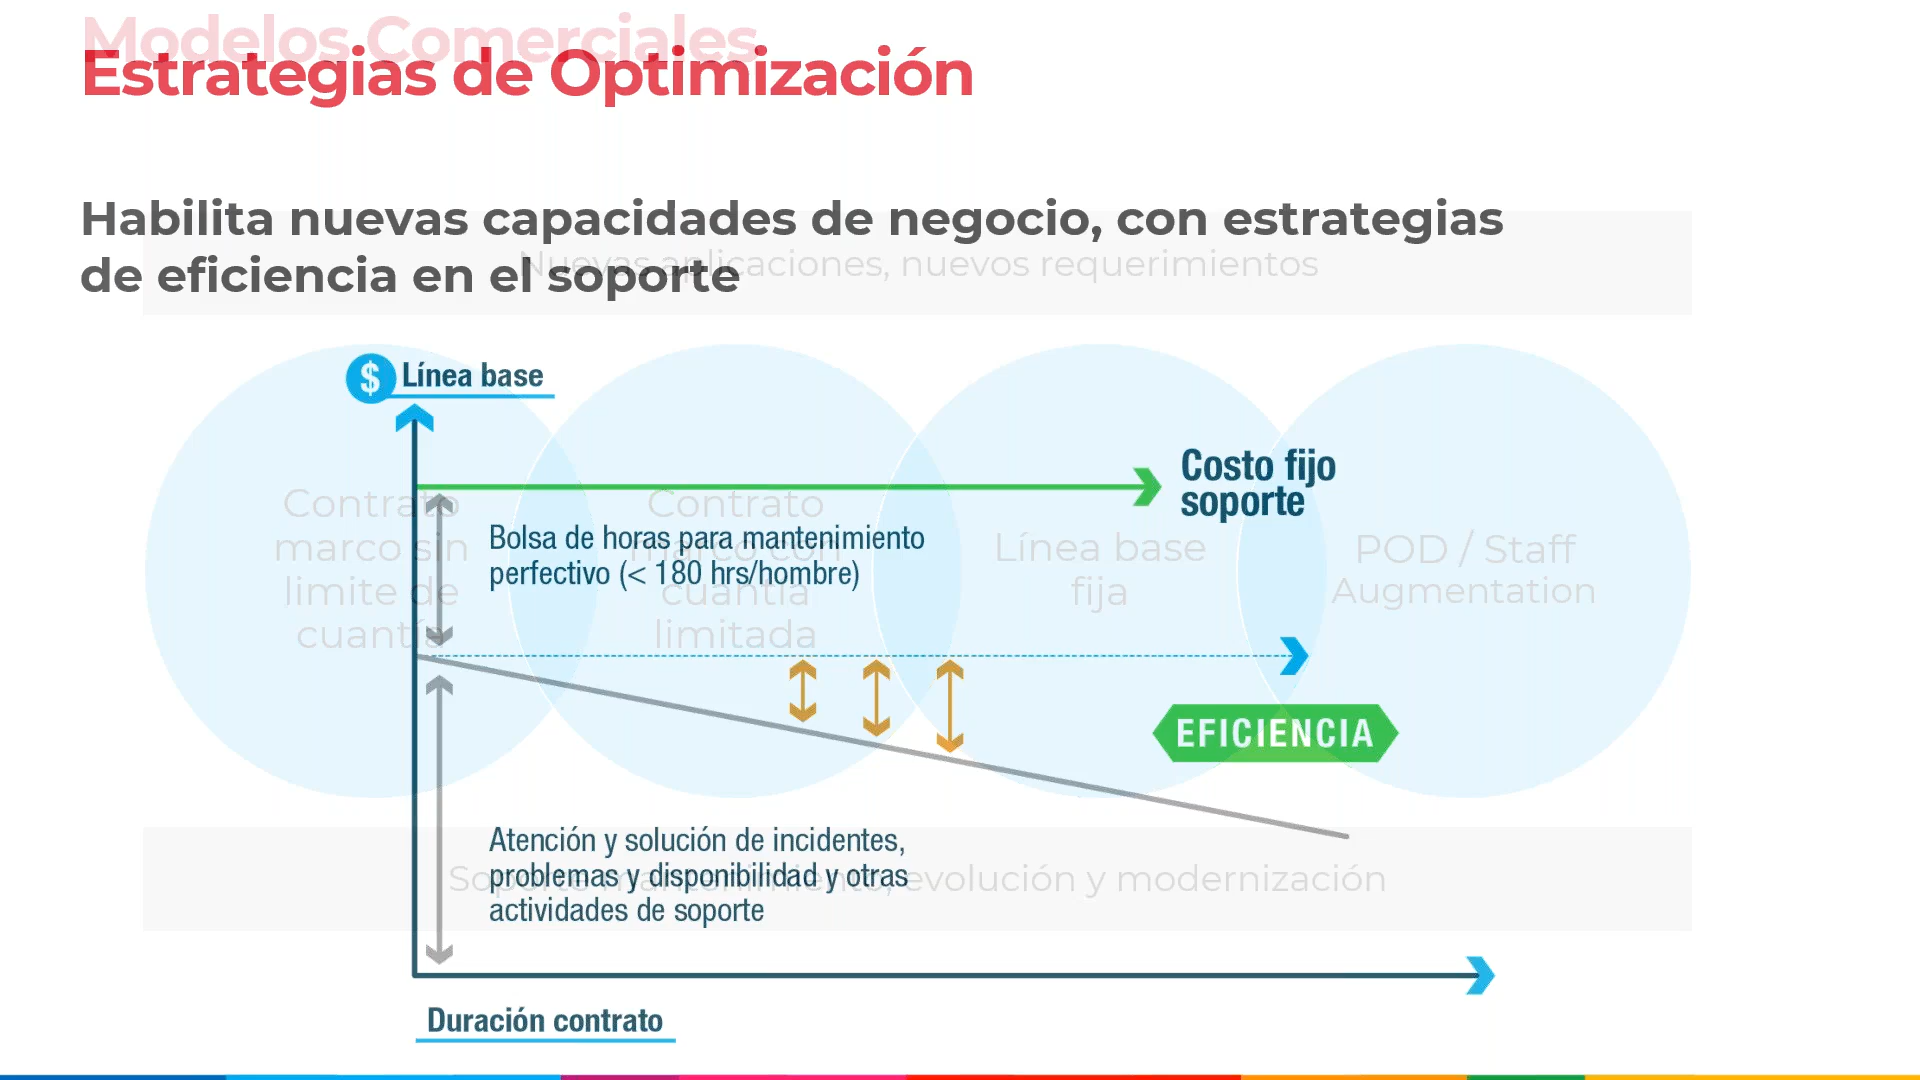 Modelos Comerciales
Estrategias de Optimización
Habilita nuevas capacidades de negocio, con estrategias
de eficiencia en el soporte
Nuevas aplicaciones, nuevos requerimientos
$ Línea base
Costo fijo
soporte
Bolsa de horas para mantenimiento
perfectivo (< 180 hrs/hombre)
Contrato
marco sin
limite de
cuantía
Contrato
marco con
cuantía
limitada
Línea base
fija
POD / Staff
Augmentation
EFICIENCIA
Atención y solución de incidentes,
problemas y disponibilidad y otras
actividades de soporte
Soporte mantenimiento, evolución y modernización
Duración contrato